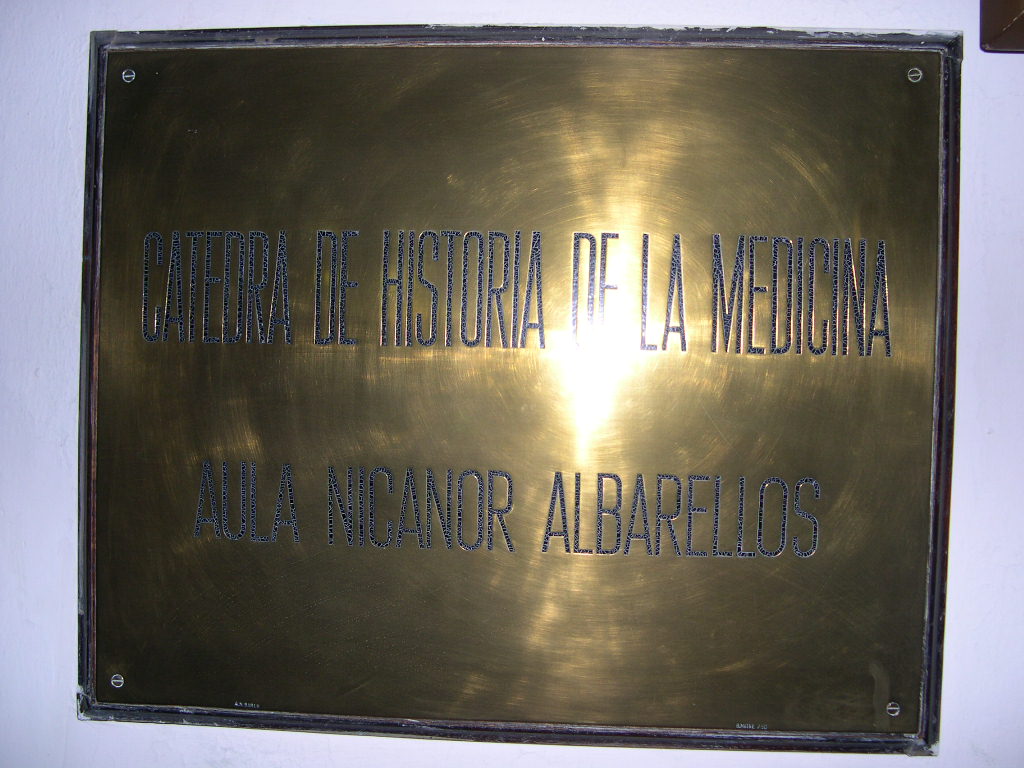 CATEDRA DE HISTORIA DE LA MEDICINA
AULA NICANOR ALBARELLOS